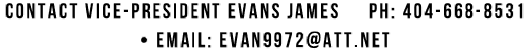 CONTACT VICE-PRESIDENT EVANS JAMES PH: 404-668-8531
• EMAIL: EVAN9972@ATT.NET